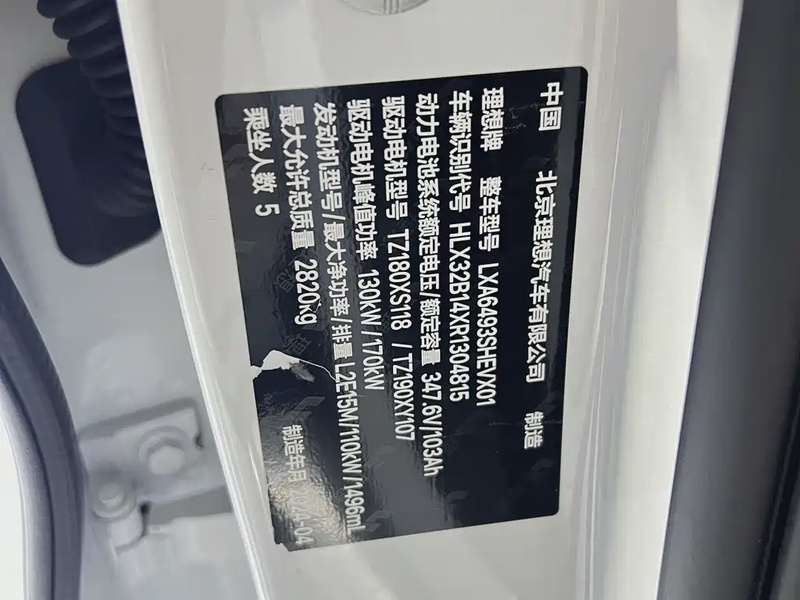 中国 北京理想汽车有限公司 制造
理想牌 整车型号 LXA6493SHEVX01
车辆识别代号 HLX32B14XR1304815
动力电池系统额定电压/额定容量 347.6V/103Ah
驱动电机型号 TZ180XS118 / TZ190XY107
驱动电机峰值功率 130kW/170kW
发动机型号/最大净功率/排量 L2E15M/110kW/1496mL
最大允许总质量 2820kg
乘坐人数 5 制造年月 2024-04